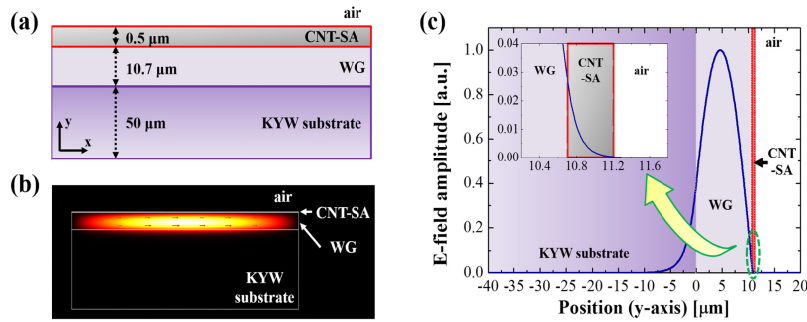 (a)
air
0.5 µm
CNT-SA
10.7 µm
WG
50 µm
KYW substrate
y
x
(b)
air
CNT-SA
WG
KYW
substrate
(c)
E-field amplitude [a.u.]
1.0
0.8
0.6
0.4
0.2
0.0
0.04
0.03
0.02
0.01
0.00
WG
CNT
-SA
air
10.2 10.4 10.8 11.2 11.6
air
CNT
-SA
WG
KYW substrate
-40 -35 -30 -25 -20 -15 -10 -5 0 5 10 15 20
Position (y-axis) [µm]